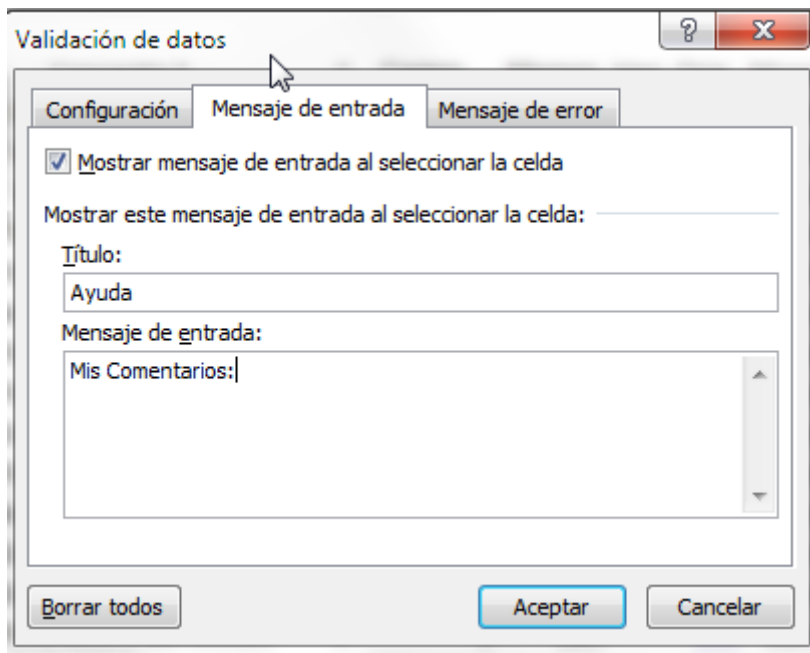 Validación de datos
Configuración Mensaje de entrada Mensaje de error
Mostrar mensaje de entrada al seleccionar la celda
Mostrar este mensaje de entrada al seleccionar la celda:
Título:
Ayuda
Mensaje de entrada:
Mis Comentarios:
Borrar todos Aceptar Cancelar